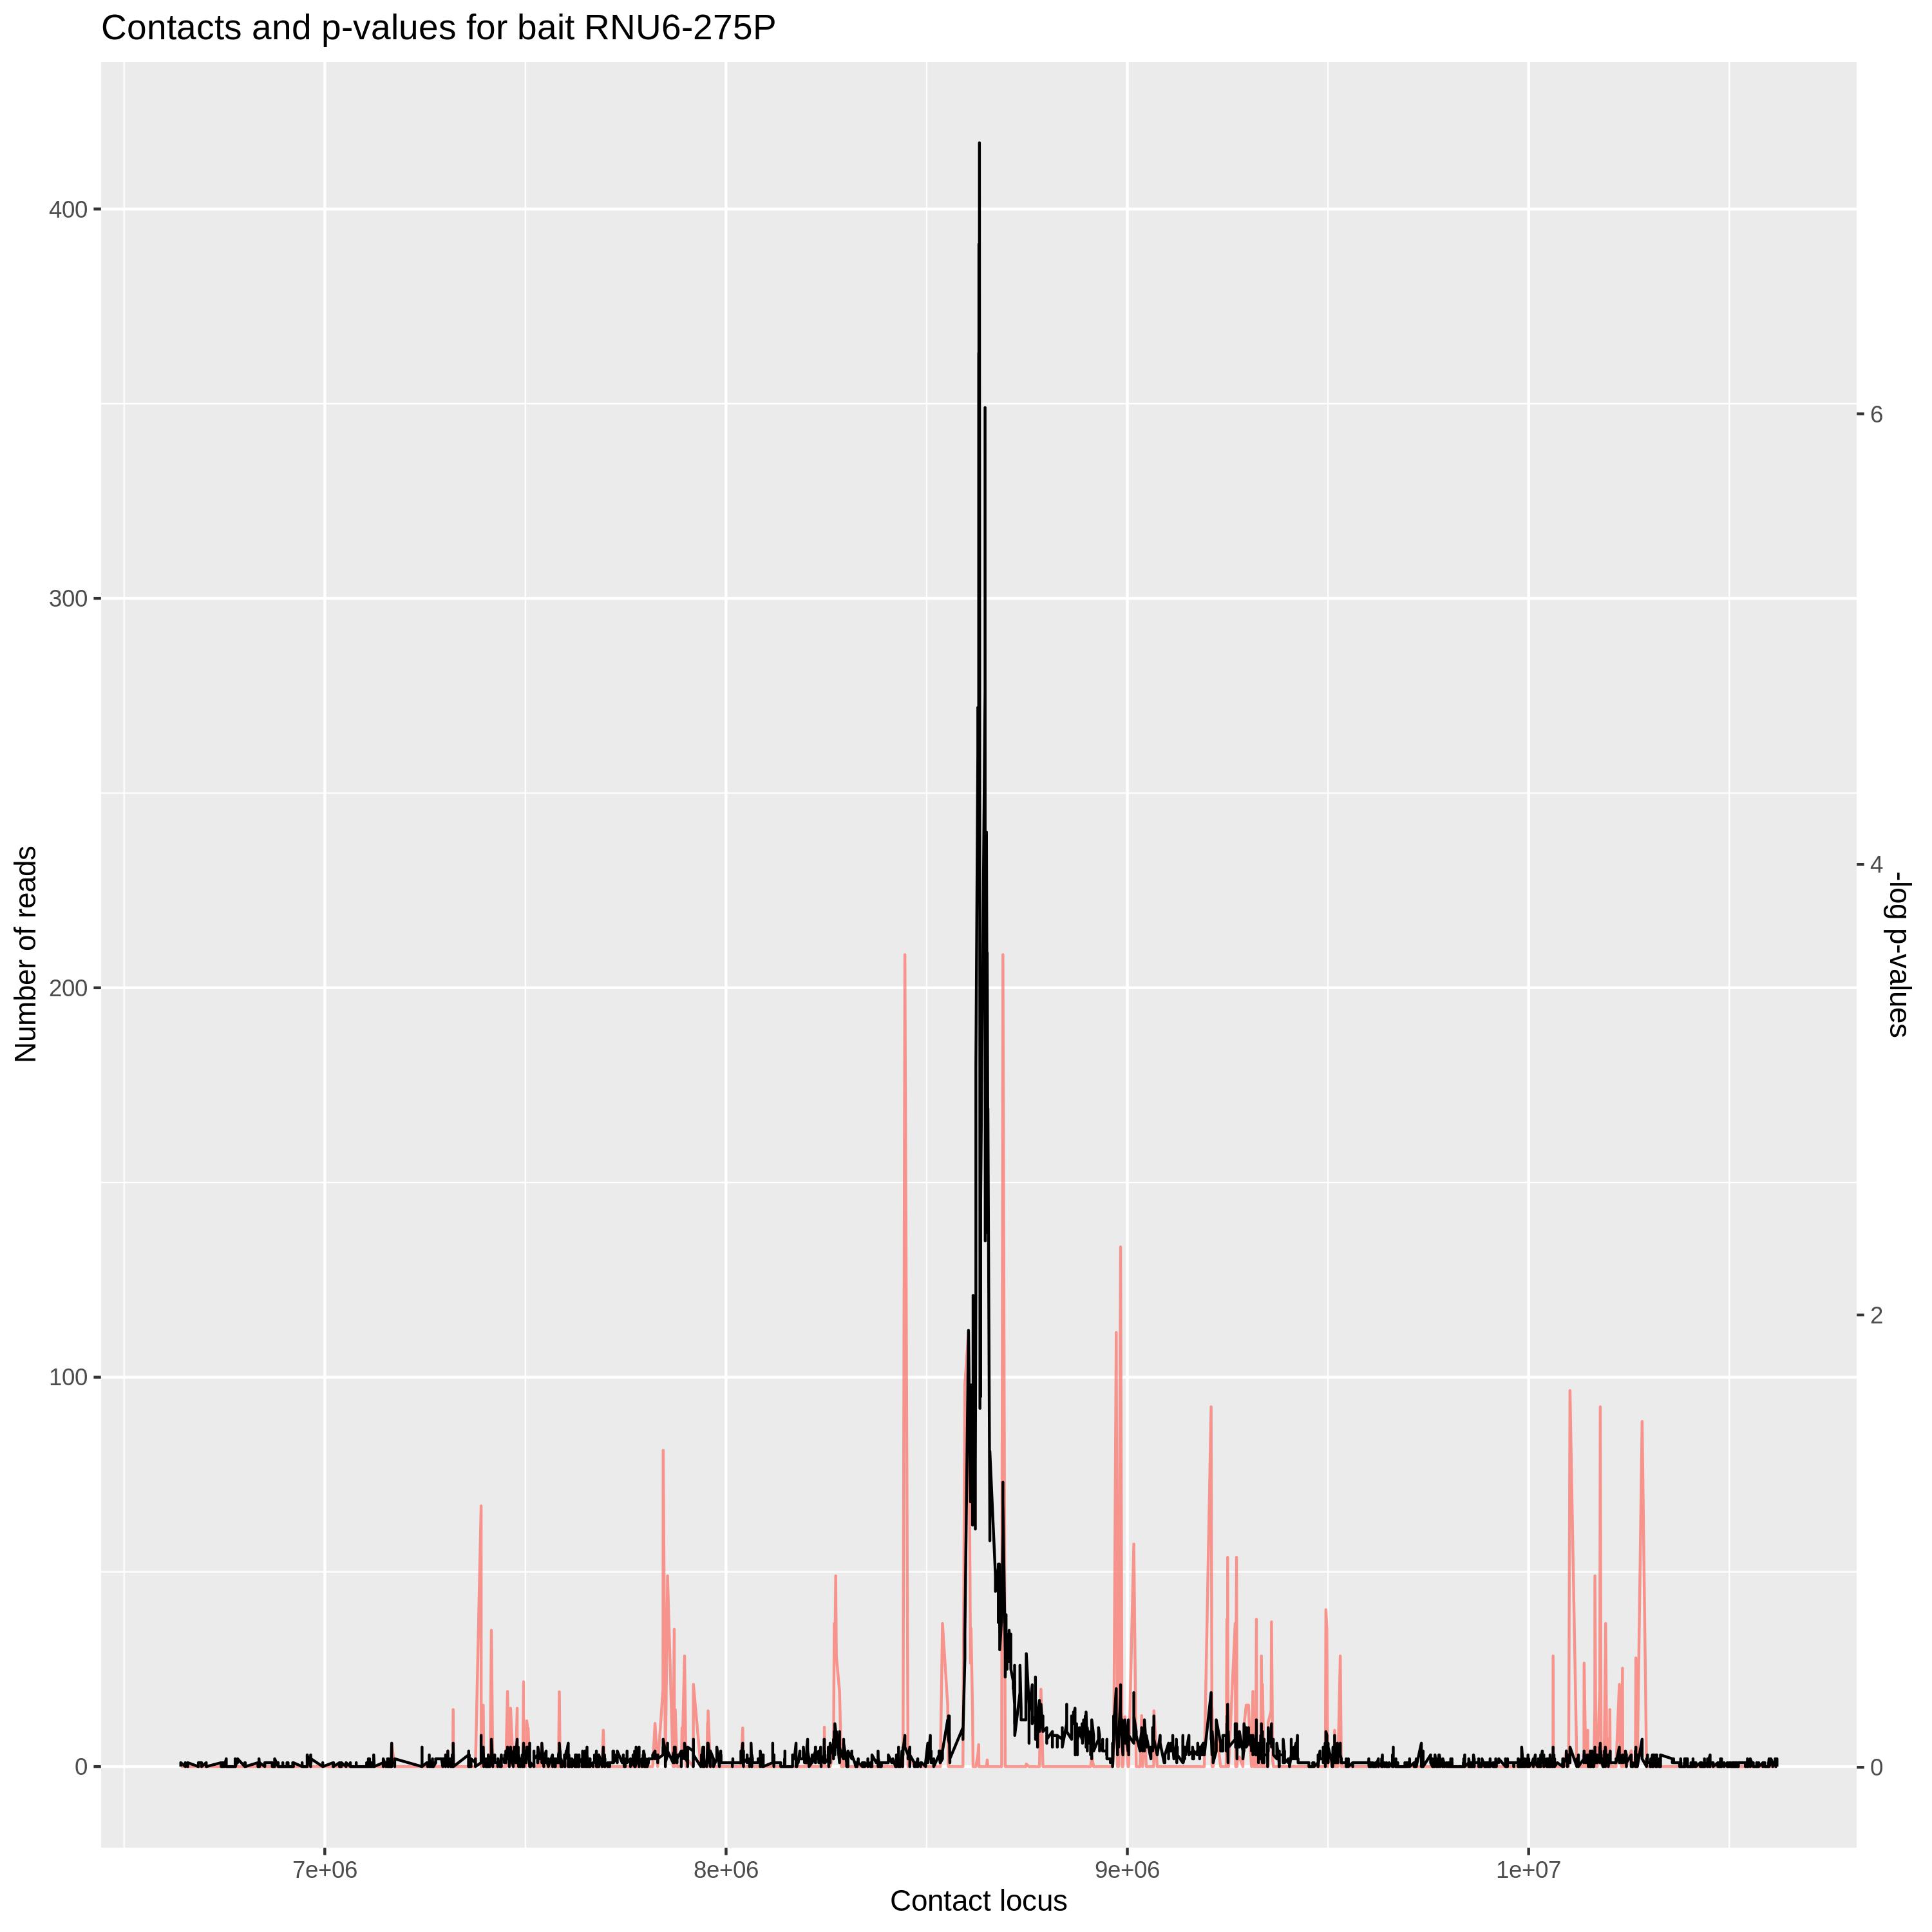 Contacts and p-values for bait RNU6-275P
400
300
200
100
0
Number of reads
6
4
2
0
-log p-values
7e+06
8e+06
9e+06
1e+07
Contact locus